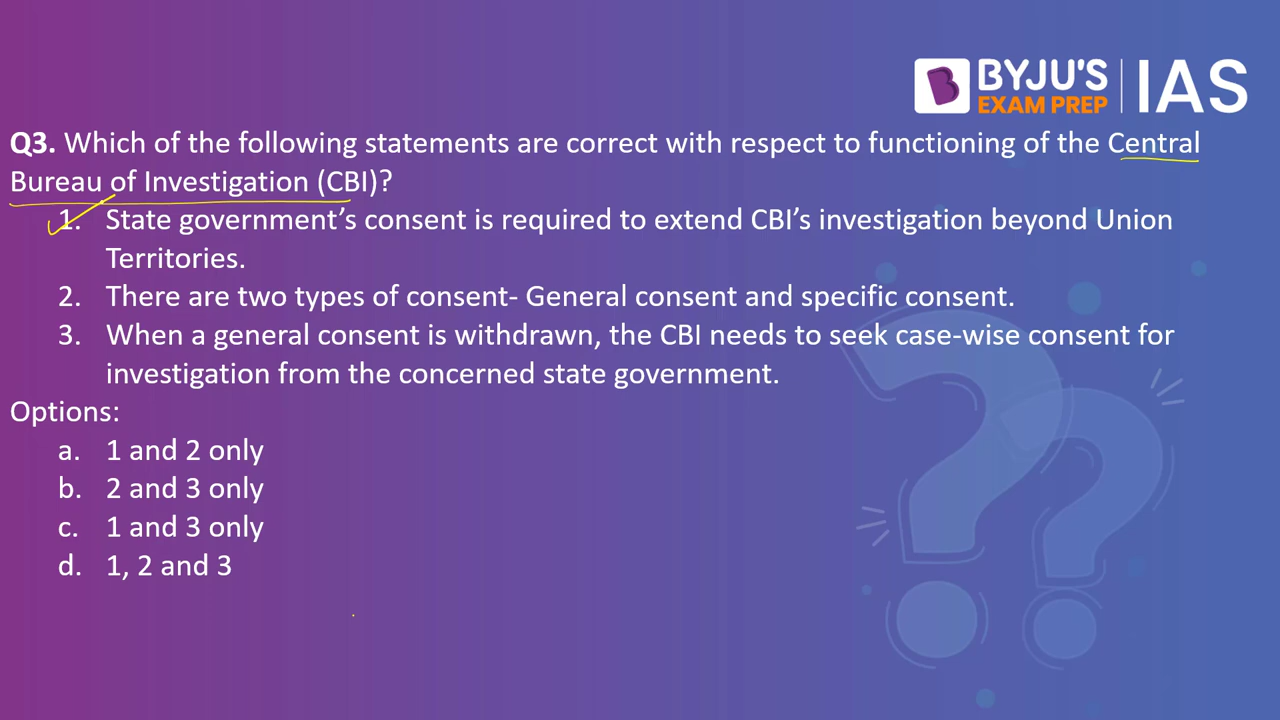 BYJU'S
EXAM PREP
IAS
Q3. Which of the following statements are correct with respect to functioning of the Central
Bureau of Investigation (CBI)?
1. State government’s consent is required to extend CBI’s investigation beyond Union
Territories.
2. There are two types of consent- General consent and specific consent.
3. When a general consent is withdrawn, the CBI needs to seek case-wise consent for
investigation from the concerned state government.
Options:
a. 1 and 2 only
b. 2 and 3 only
c. 1 and 3 only
d. 1, 2 and 3